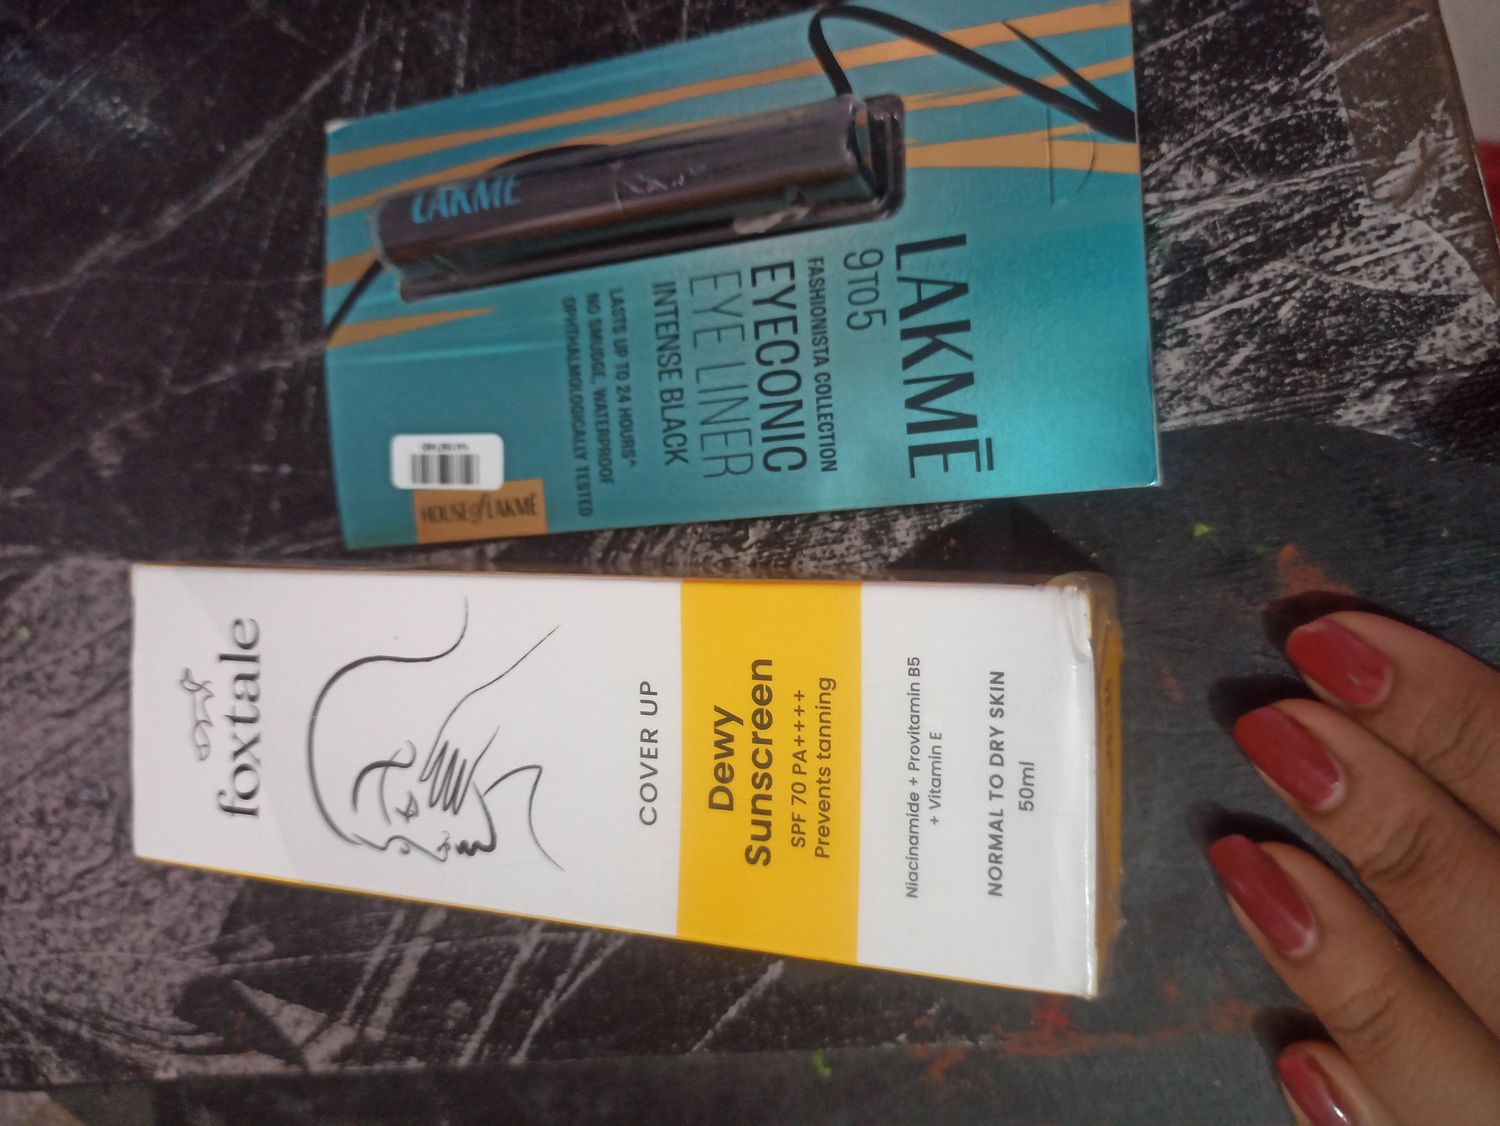 LAKMÉ
LAKMĒ
9TO5
FASHIONISTA COLLECTION
EYECONIC
EYE LINER
INTENSE BLACK
LASTS UP TO 24 HOURS^
NO SMUDGE, WATERPROOF
OPHTHALMOLOGICALLY TESTED
HOUSE of LAKMĒ
foxtale
COVER UP
Dewy
Sunscreen
SPF 70 PA++++
Prevents tanning
Niacinamide + Provitamin B5
+ Vitamin E
NORMAL TO DRY SKIN
50ml